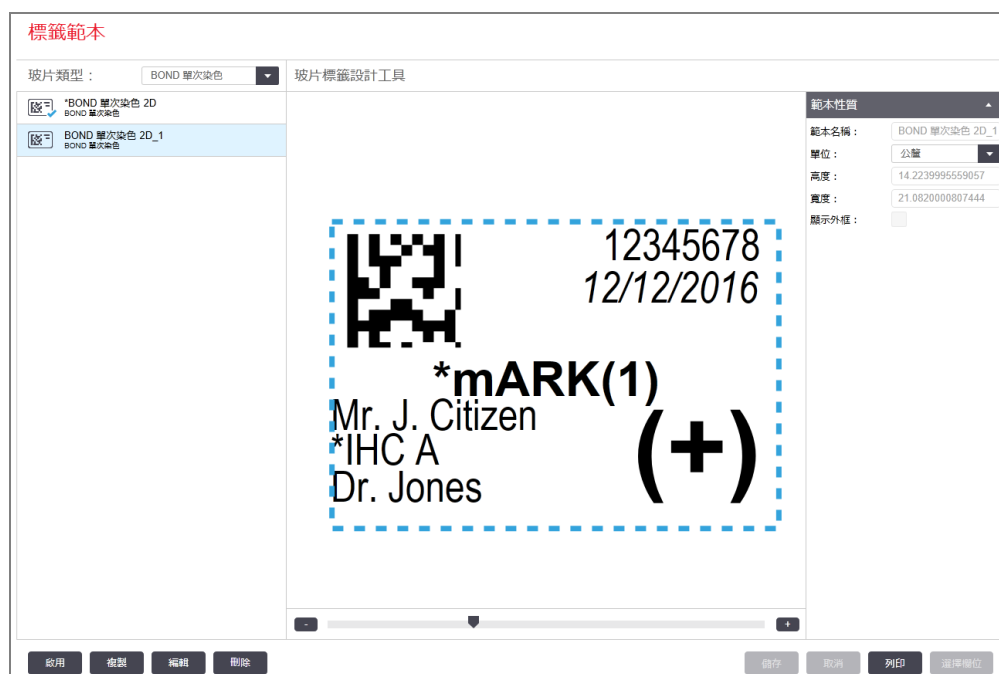 標籤範本
玻片類型：
BOND 單次染色
玻片標籤設計工具
*BOND 單次染色 2D
BOND 單次染色
BOND 單次染色 2D_1
BOND 單次染色
範本性質
範本名稱：
BOND 單次染色 2D_1
單位：
公釐
高度：
14.2239995559057
寬度：
21.0820000807444
顯示外框：
12345678
12/12/2016
*mARK(1)
Mr. J. Citizen
*IHC A
Dr. Jones
(+)
-
+
啟用
複製
編輯
刪除
儲存
取消
列印
選擇欄位